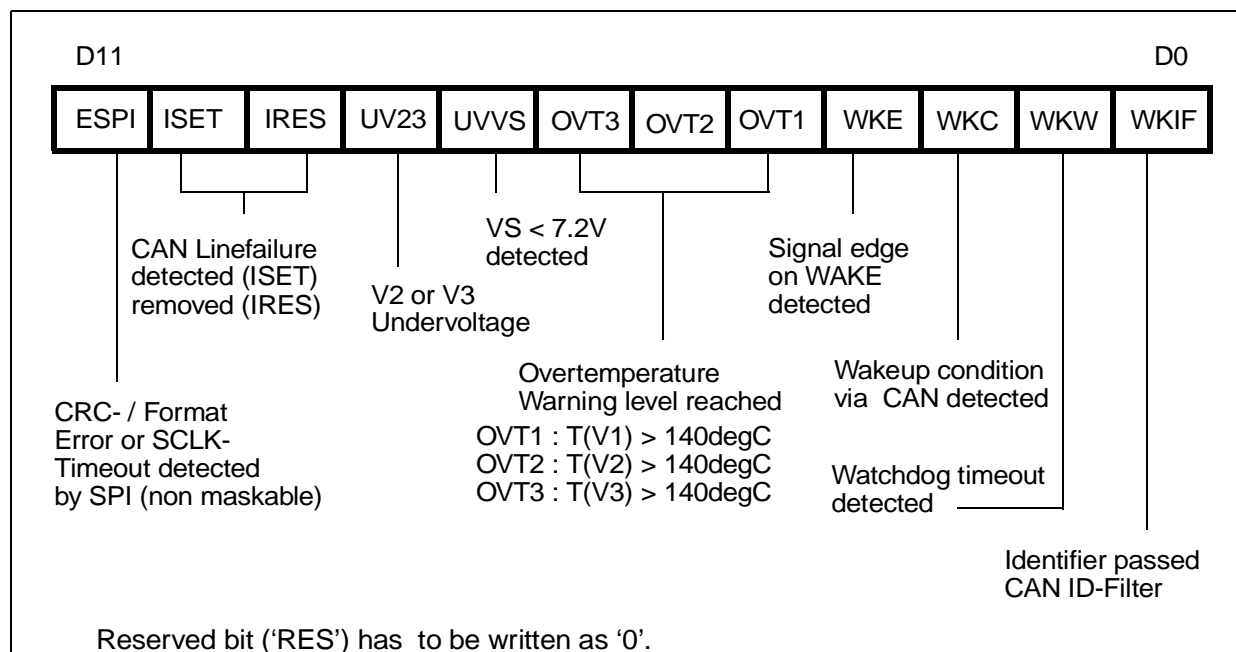 D11 D0
ESPI ISET IRES UV23 UVVS OVT3 OVT2 OVT1 WKE WKC WKW WKIF
CAN Linefailure
detected (ISET)
removed (IRES)
VS < 7.2V
detected
Signal edge
on WAKE
detected
V2 or V3
Undervoltage
CRC- / Format
Error or SCLK-
Timeout detected
by SPI (non maskable)
Overtemperature
Warning level reached
OVT1 : T(V1) > 140degC
OVT2 : T(V2) > 140degC
OVT3 : T(V3) > 140degC
Wakeup condition
via CAN detected
Watchdog timeout
detected
Identifier passed
CAN ID-Filter
Reserved bit (‘RES’) has to be written as ‘0’.